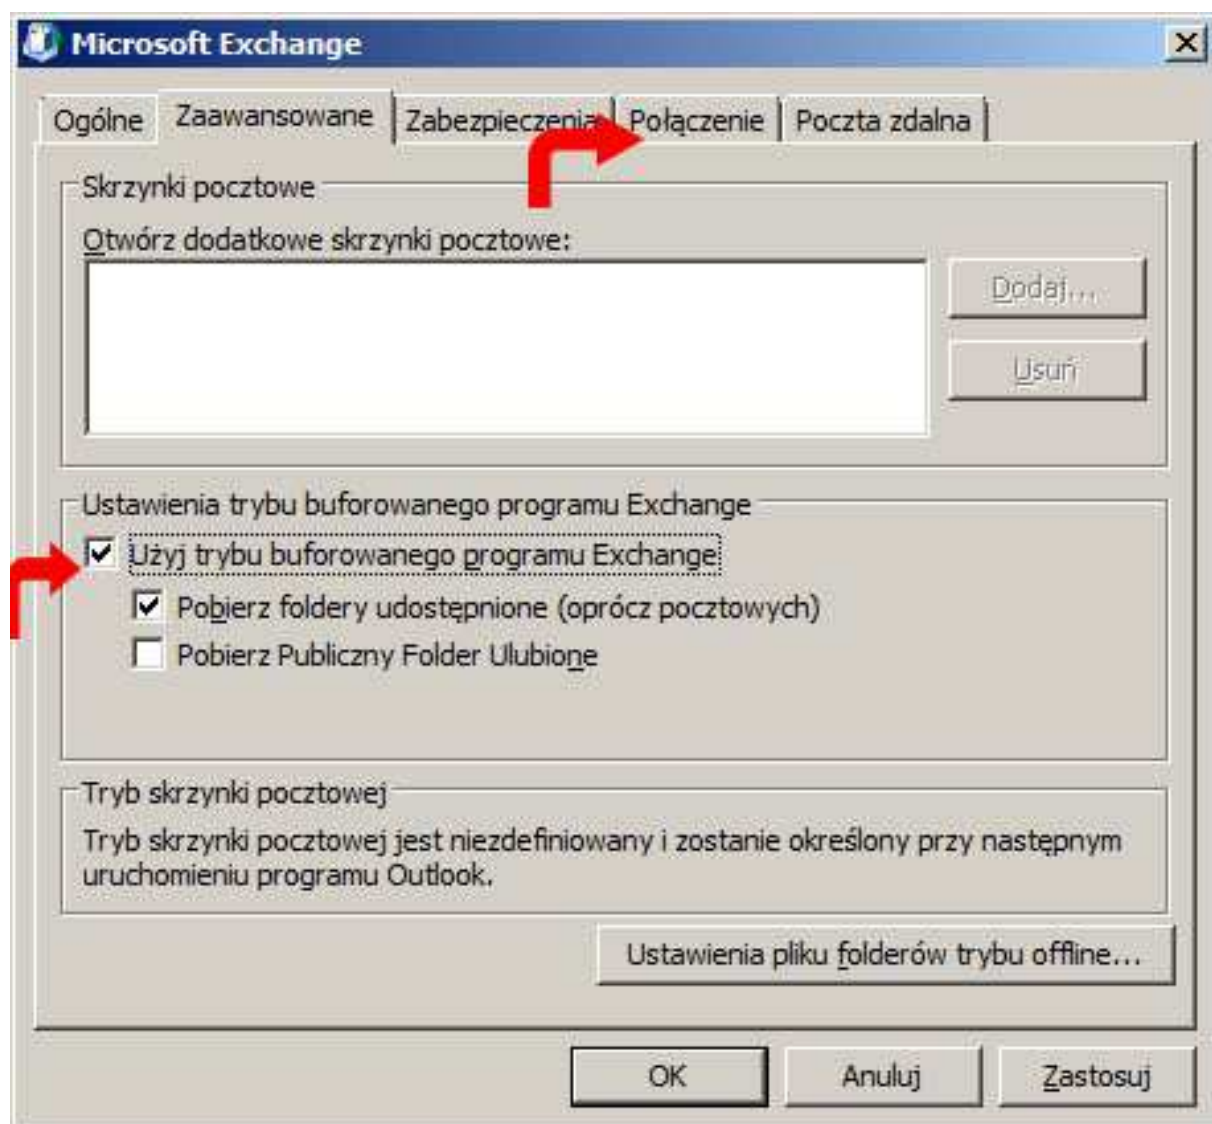 Microsoft Exchange
Ogólne Zaawansowane Zabezpieczenia Połączenie Poczta zdalna
Skrzynki pocztowe
Otwórz dodatkowe skrzynki pocztowe:
Dodaj...
Usuń
Ustawienia trybu buforowanego programu Exchange
Użyj trybu buforowanego programu Exchange
Pobierz foldery udostępnione (oprócz pocztowych)
Pobierz Publiczny Folder Ulubione
Tryb skrzynki pocztowej
Tryb skrzynki pocztowej jest niezdefiniowany i zostanie określony przy następnym
uruchomieniu programu Outlook.
Ustawienia pliku folderów trybu offline...
OK Anuluj Zastosuj